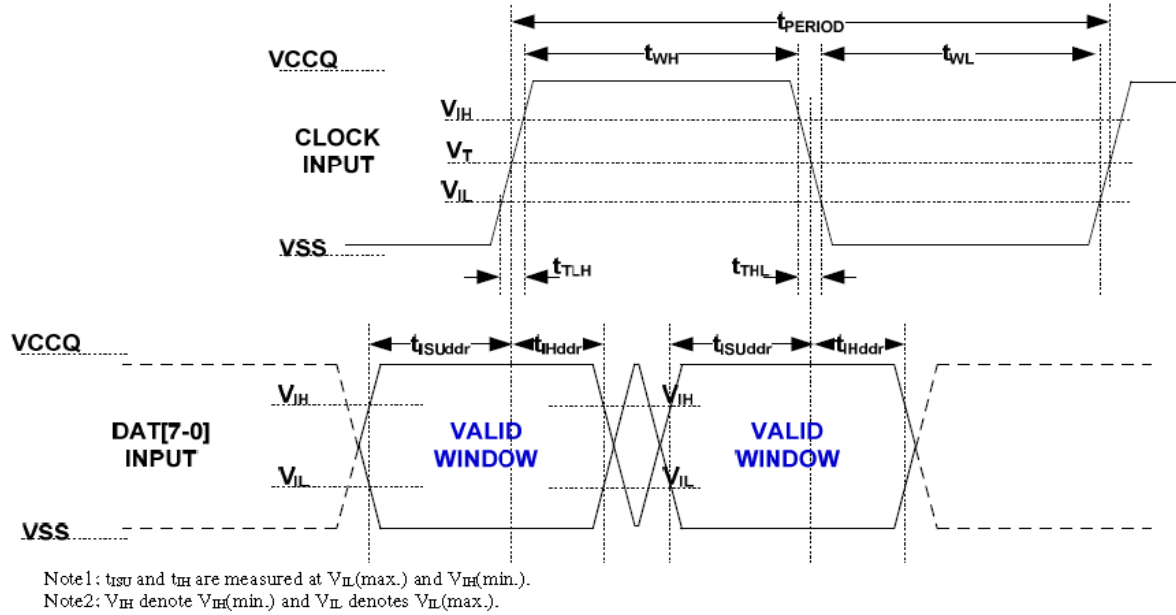 tPERIOD
VCCQ
tWH
tWL
VIH
CLOCK
INPUT
VT
VIL
VSS
tTLH
tTHL
VCCQ
tISUddr
tIHddr
tISUddr
tIHddr
VIH
VIH
DAT[7-0]
INPUT
VALID
WINDOW
VALID
WINDOW
VIL
VIL
VSS
Note1: tISU and tIH are measured at VIL(max.) and VIH(min.).
Note2: VIH denote VIH(min.) and VIL denotes VIL(max.).